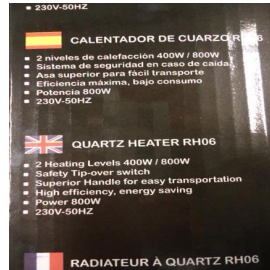 ▪ 230V-50HZ
CALENTADOR DE CUARZO RH06
▪ 2 niveles de calefacción 400W / 800W
▪ Sistema de seguridad en caso de caída
▪ Asa superior para fácil transporte
▪ Eficiencia máxima, bajo consumo
▪ Potencia 800W
▪ 230V-50HZ
QUARTZ HEATER RH06
▪ 2 Heating Levels 400W / 800W
▪ Safety Tip-over switch
▪ Superior Handle for easy transportation
▪ High efficiency, energy saving
▪ Power 800W
▪ 230V-50HZ
RADIATEUR À QUARTZ RH06